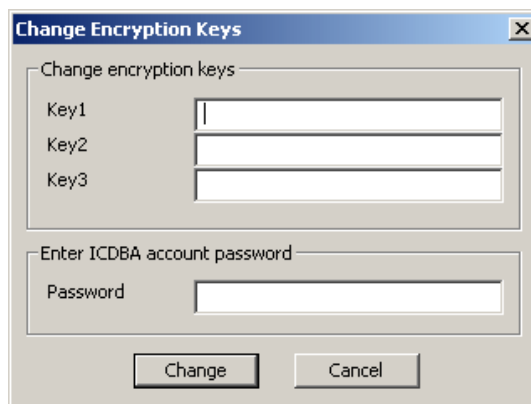 Change Encryption Keys
Change encryption keys
Key1
Key2
Key3
Enter ICDBA account password
Password
Change Cancel